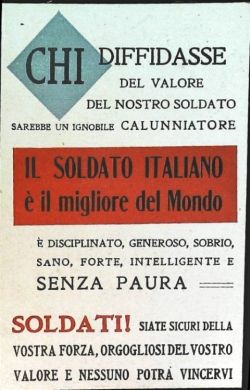 CHI DIFFIDASSE
DEL VALORE
DEL NOSTRO SOLDATO
SAREBBE UN IGNOBILE CALUNNIATORE
IL SOLDATO ITALIANO
è il migliore del Mondo
È DISCIPLINATO, GENEROSO, SOBRIO,
SANO, FORTE, INTELLIGENTE E
SENZA PAURA
SOLDATI! SIATE SICURI DELLA
VOSTRA FORZA, ORGOGLIOSI DEL VOSTRO
VALORE E NESSUNO POTRÀ VINCERVI